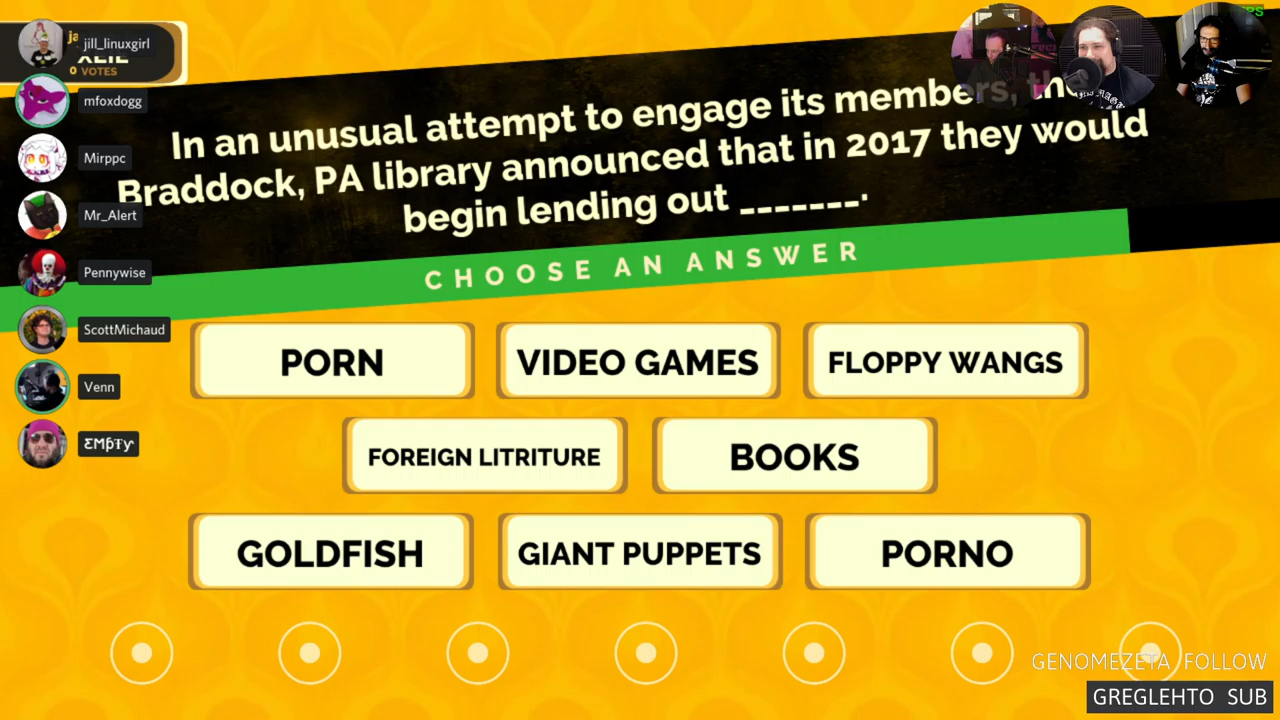 jill_linuxgirl
0 VOTES
mfoxdogg
Mirppc
Mr_Alert
Pennywise
ScottMichaud
Venn
ƐMþŦƴ
In an unusual attempt to engage its members, the
Braddock, PA library announced that in 2017 they would
begin lending out _______.
CHOOSE AN ANSWER
PORN
VIDEO GAMES
FLOPPY WANGS
FOREIGN LITRITURE
BOOKS
GOLDFISH
GIANT PUPPETS
PORNO
GENOMEZETA FOLLOW
GREGLEHTO SUB